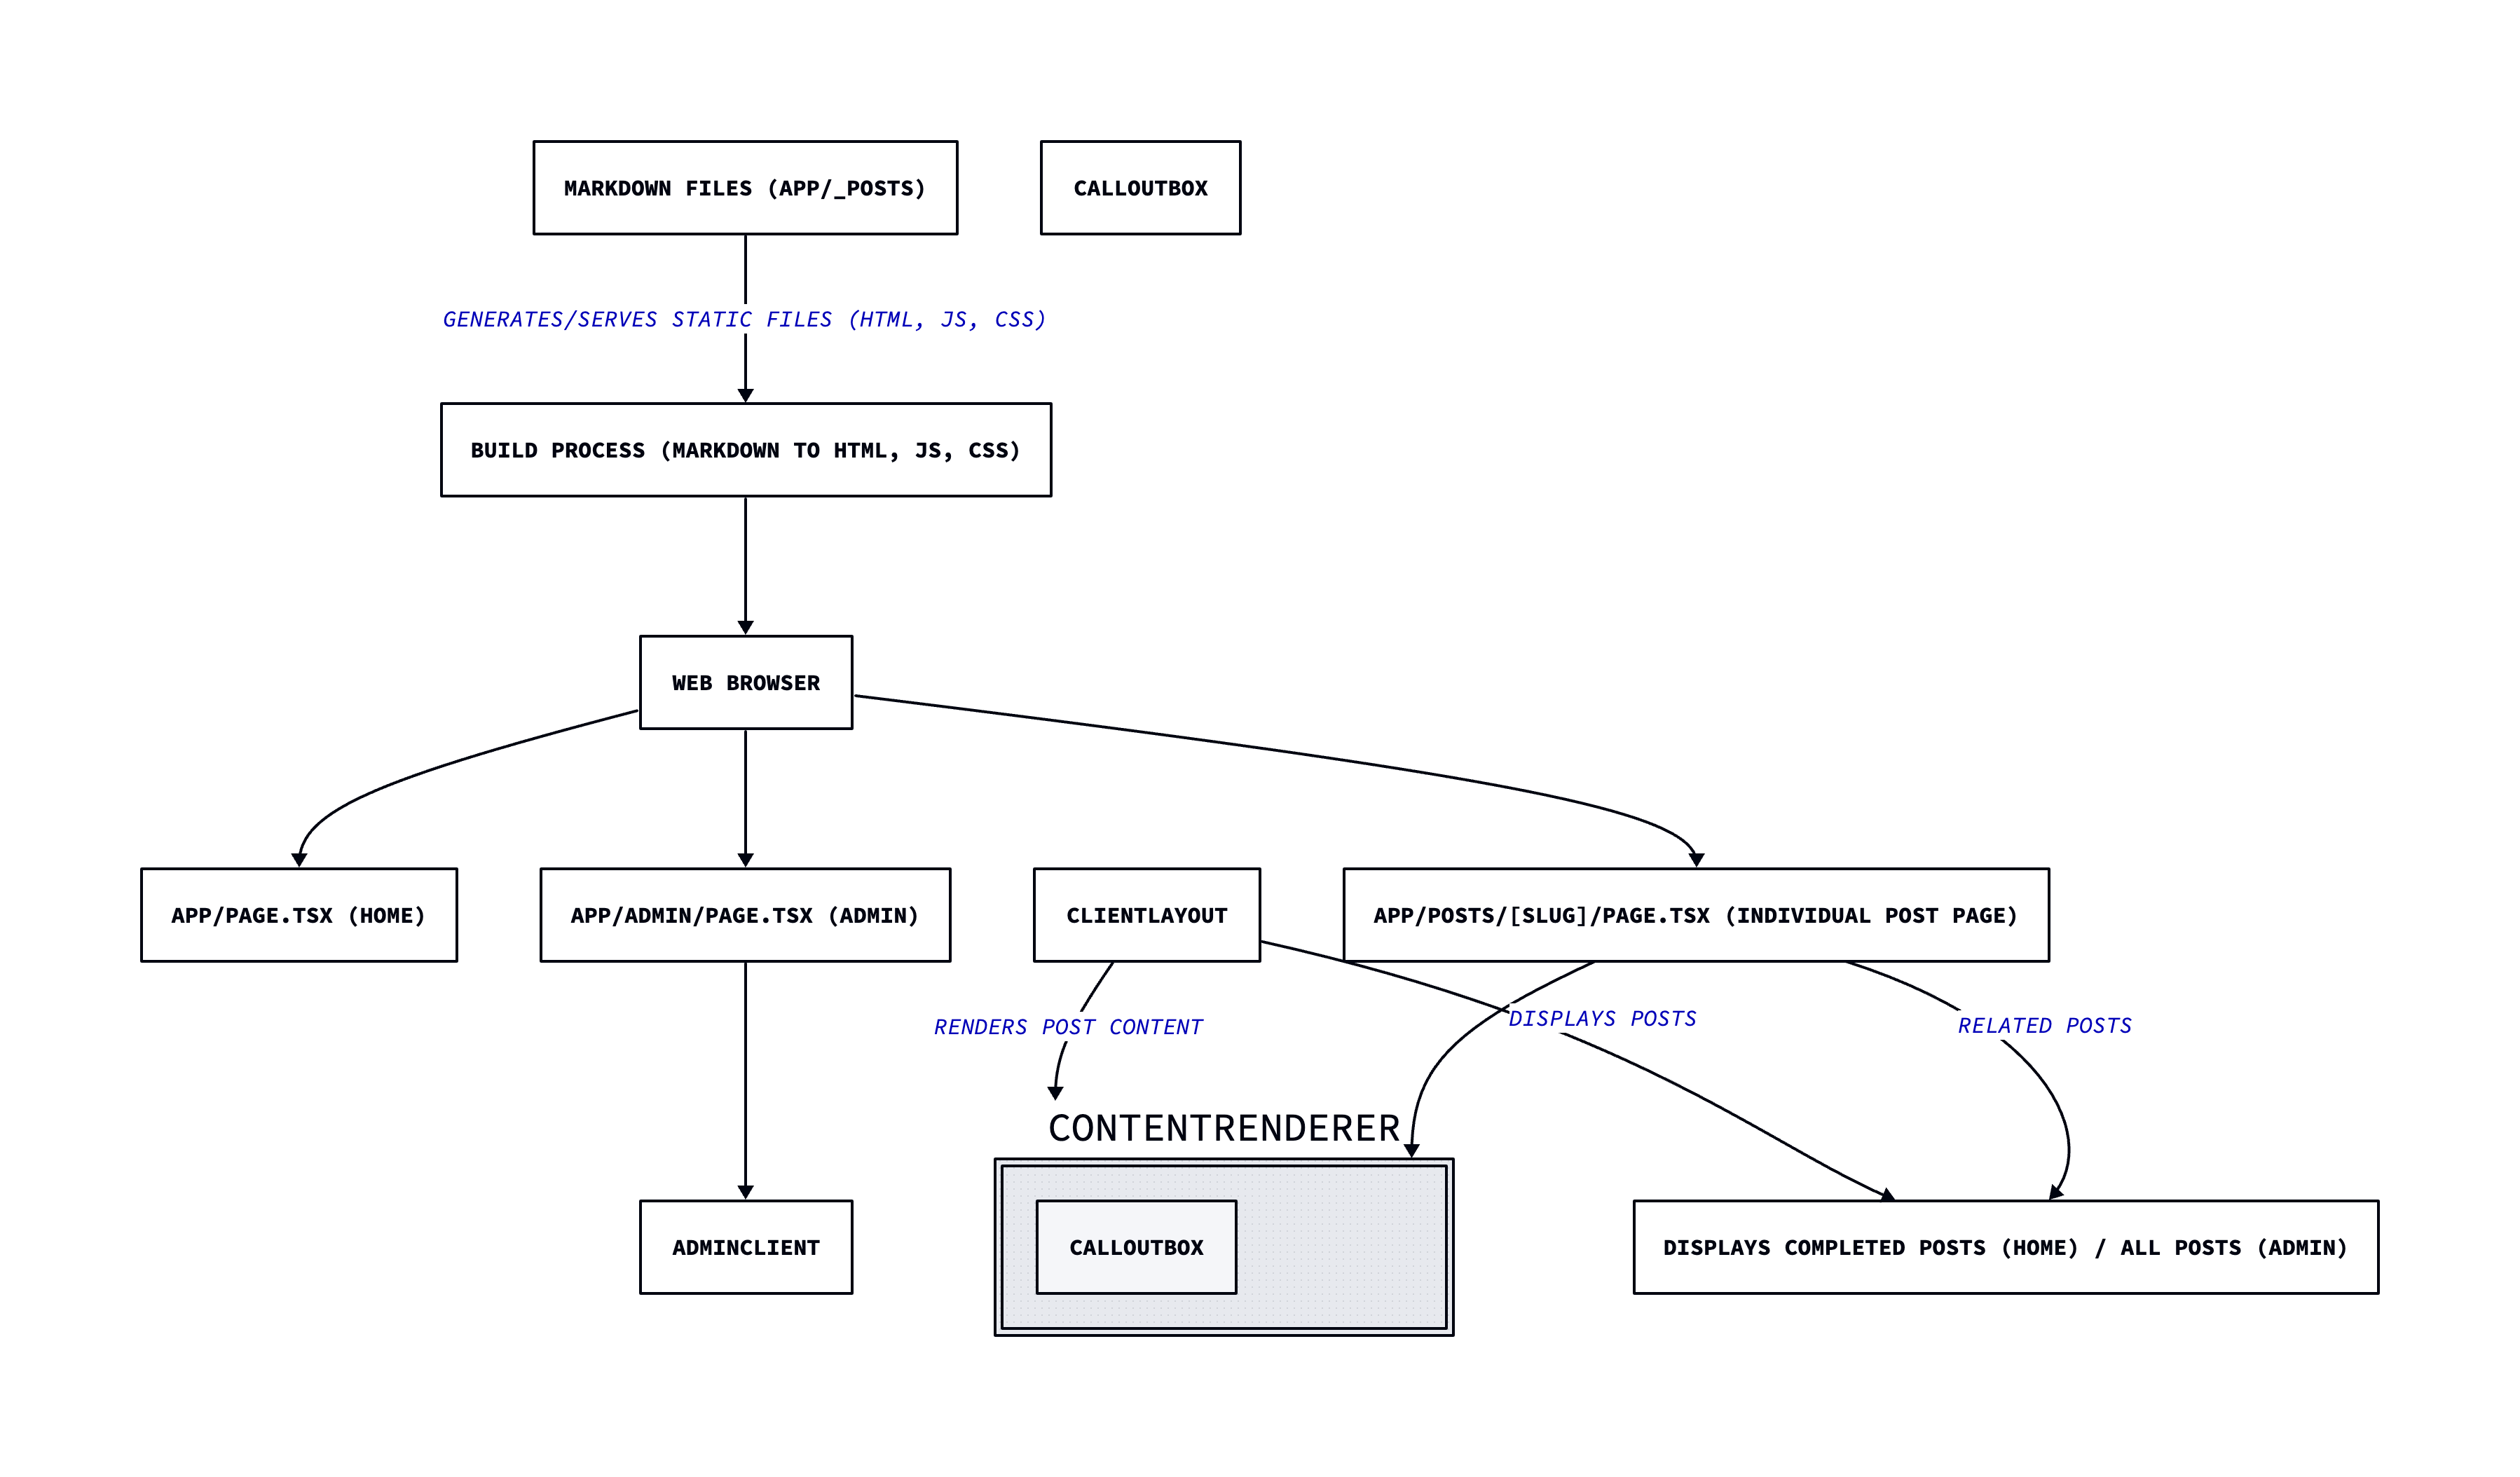 MARKDOWN FILES (APP/_POSTS)
CALLOUTBOX
GENERATES/SERVES STATIC FILES (HTML, JS, CSS)
BUILD PROCESS (MARKDOWN TO HTML, JS, CSS)
WEB BROWSER
APP/PAGE.TSX (HOME)
APP/ADMIN/PAGE.TSX (ADMIN)
CLIENTLAYOUT
APP/POSTS/[SLUG]/PAGE.TSX (INDIVIDUAL POST PAGE)
RENDERS POST CONTENT
DISPLAYS POSTS
RELATED POSTS
CONTENTRENDERER
ADMINCLIENT
CALLOUTBOX
DISPLAYS COMPLETED POSTS (HOME) / ALL POSTS (ADMIN)